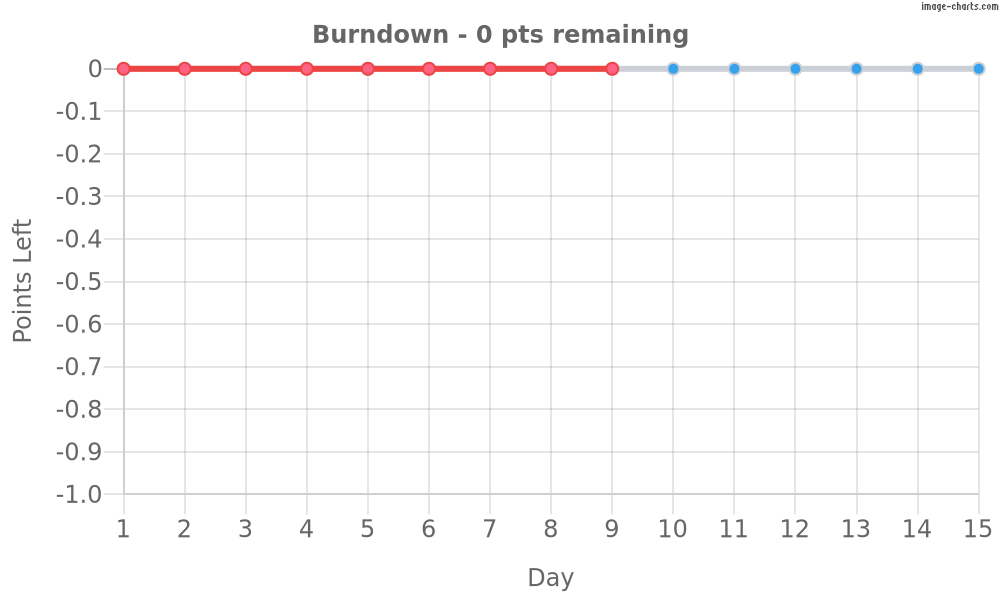 image-charts.com
Burndown - 0 pts remaining
0
-0.1
-0.2
-0.3
-0.4
-0.5
-0.6
-0.7
-0.8
-0.9
-1.0
Points Left
1 2 3 4 5 6 7 8 9 10 11 12 13 14 15
Day